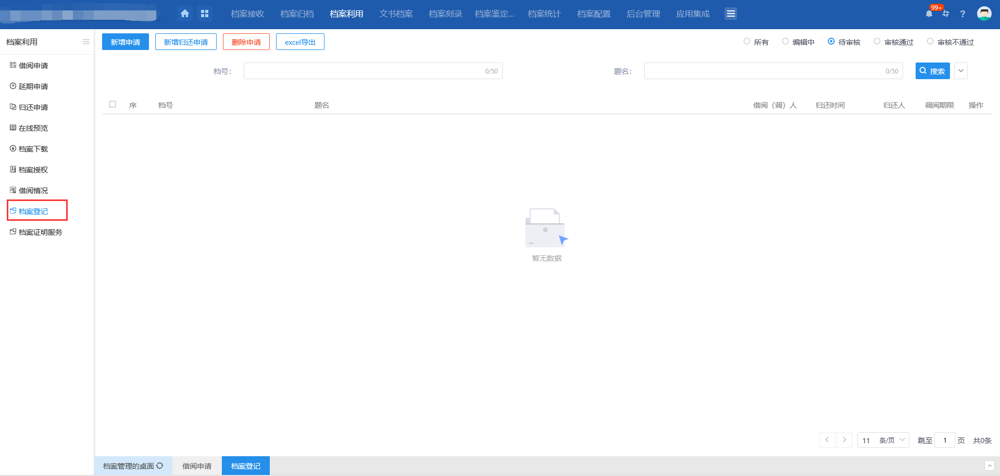 档案接收 档案归档 档案利用 文书档案 档案刻录 档案鉴定... 档案统计 档案配置 后台管理 应用集成 99+ ?
档案利用
借阅申请
延期申请
归还申请
在线预览
档案下载
档案授权
借阅情况
档案登记
档案证明服务
新增申请 新增归还申请 删除申请 excel导出 所有 编辑中 待审核 审核通过 审核不通过
档号: 0/50 题名: 0/50 搜索
序 档号 题名 借阅（调）人 归还时间 归还人 调阅期限 操作
暂无数据
11 条/页 跳至 1 页 共0条
档案管理的桌面 借阅申请 档案登记